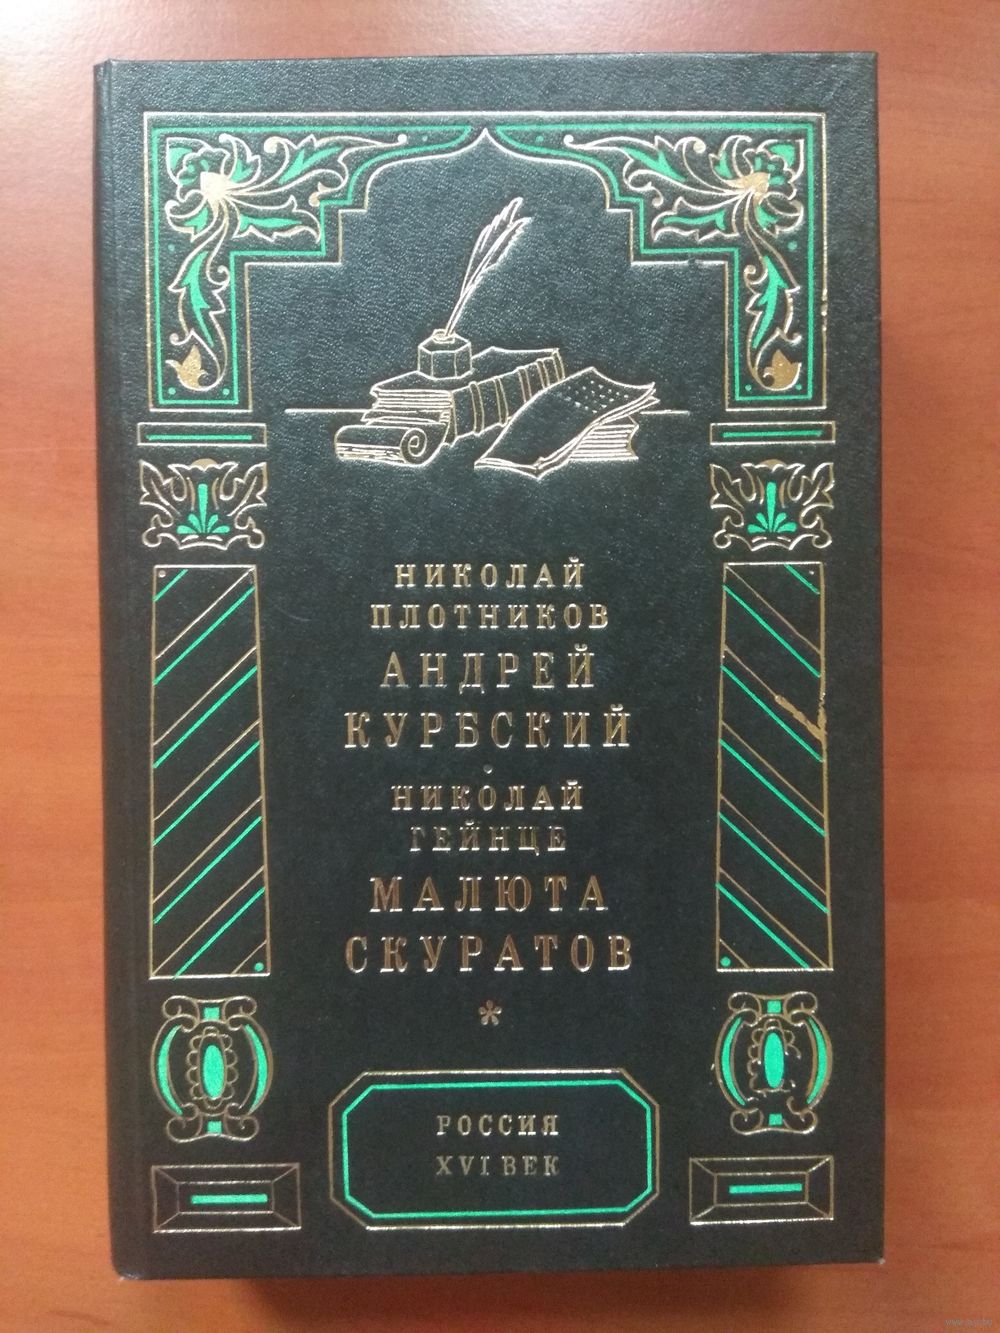 НИКОЛАЙ
ПЛОТНИКОВ
АНДРЕЙ
КУРБСКИЙ
НИКОЛАЙ
ГЕЙНЦЕ
МАЛЮТА
СКУРАТОВ
*
РОССИЯ
XVI ВЕК